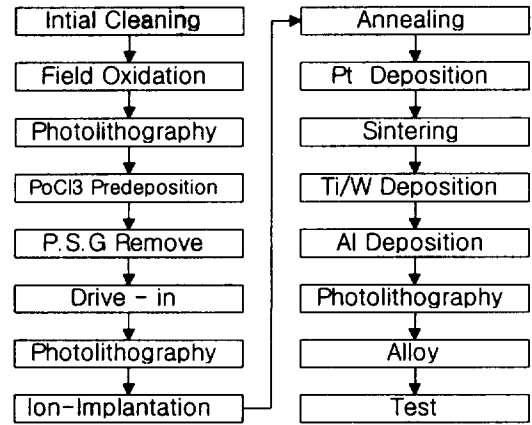 Intial Cleaning
Field Oxidation
Photolithography
PoCl3 Predeposition
P.S.G Remove
Drive - in
Photolithography
Ion-Implantation
Annealing
Pt Deposition
Sintering
Ti/W Deposition
Al Deposition
Photolithography
Alloy
Test